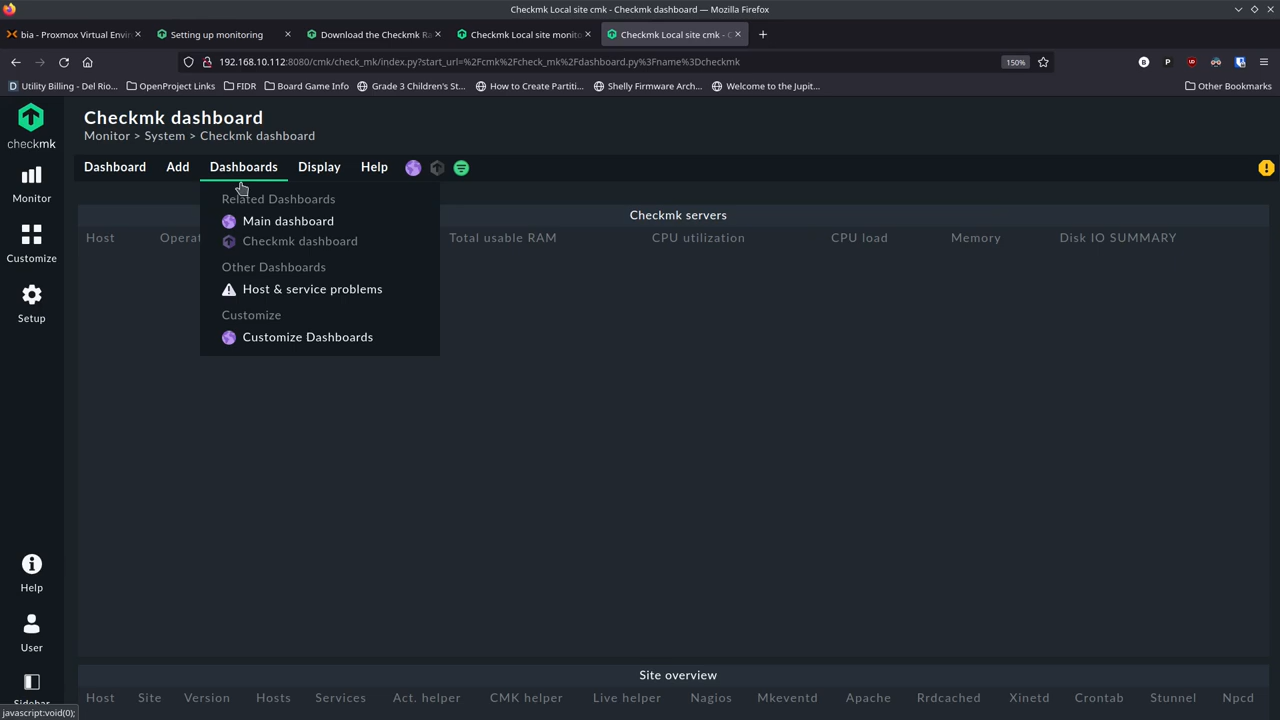 Checkmk Local site cmk - Checkmk dashboard — Mozilla Firefox
bia - Proxmox Virtual Envir
Setting up monitoring
Download the Checkmk Ra
Checkmk Local site monito
Checkmk Local site cmk - C
192.168.10.112:8080/cmk/check_mk/index.py?start_url=%2Fcmk%2Fcheck_mk%2Fdashboard.py%3Fname%3Dcheckmk
150%
Utility Billing - Del Rio...
OpenProject Links
FIDR
Board Game Info
Grade 3 Children's St...
How to Create Partiti...
Shelly Firmware Arch...
Welcome to the Jupit...
Other Bookmarks
checkmk
Monitor
Customize
Setup
Help
User
Sidebar
Checkmk dashboard
Monitor > System > Checkmk dashboard
Dashboard Add Dashboards Display Help
Related Dashboards
Main dashboard
Checkmk dashboard
Other Dashboards
Host & service problems
Customize
Customize Dashboards
Checkmk servers
Host Operat Total usable RAM CPU utilization CPU load Memory Disk IO SUMMARY
Site overview
Host Site Version Hosts Services Act. helper CMK helper Live helper Nagios Mkeventd Apache Rrdcached Xinetd Crontab Stunnel Npcd
javascript:void(0);